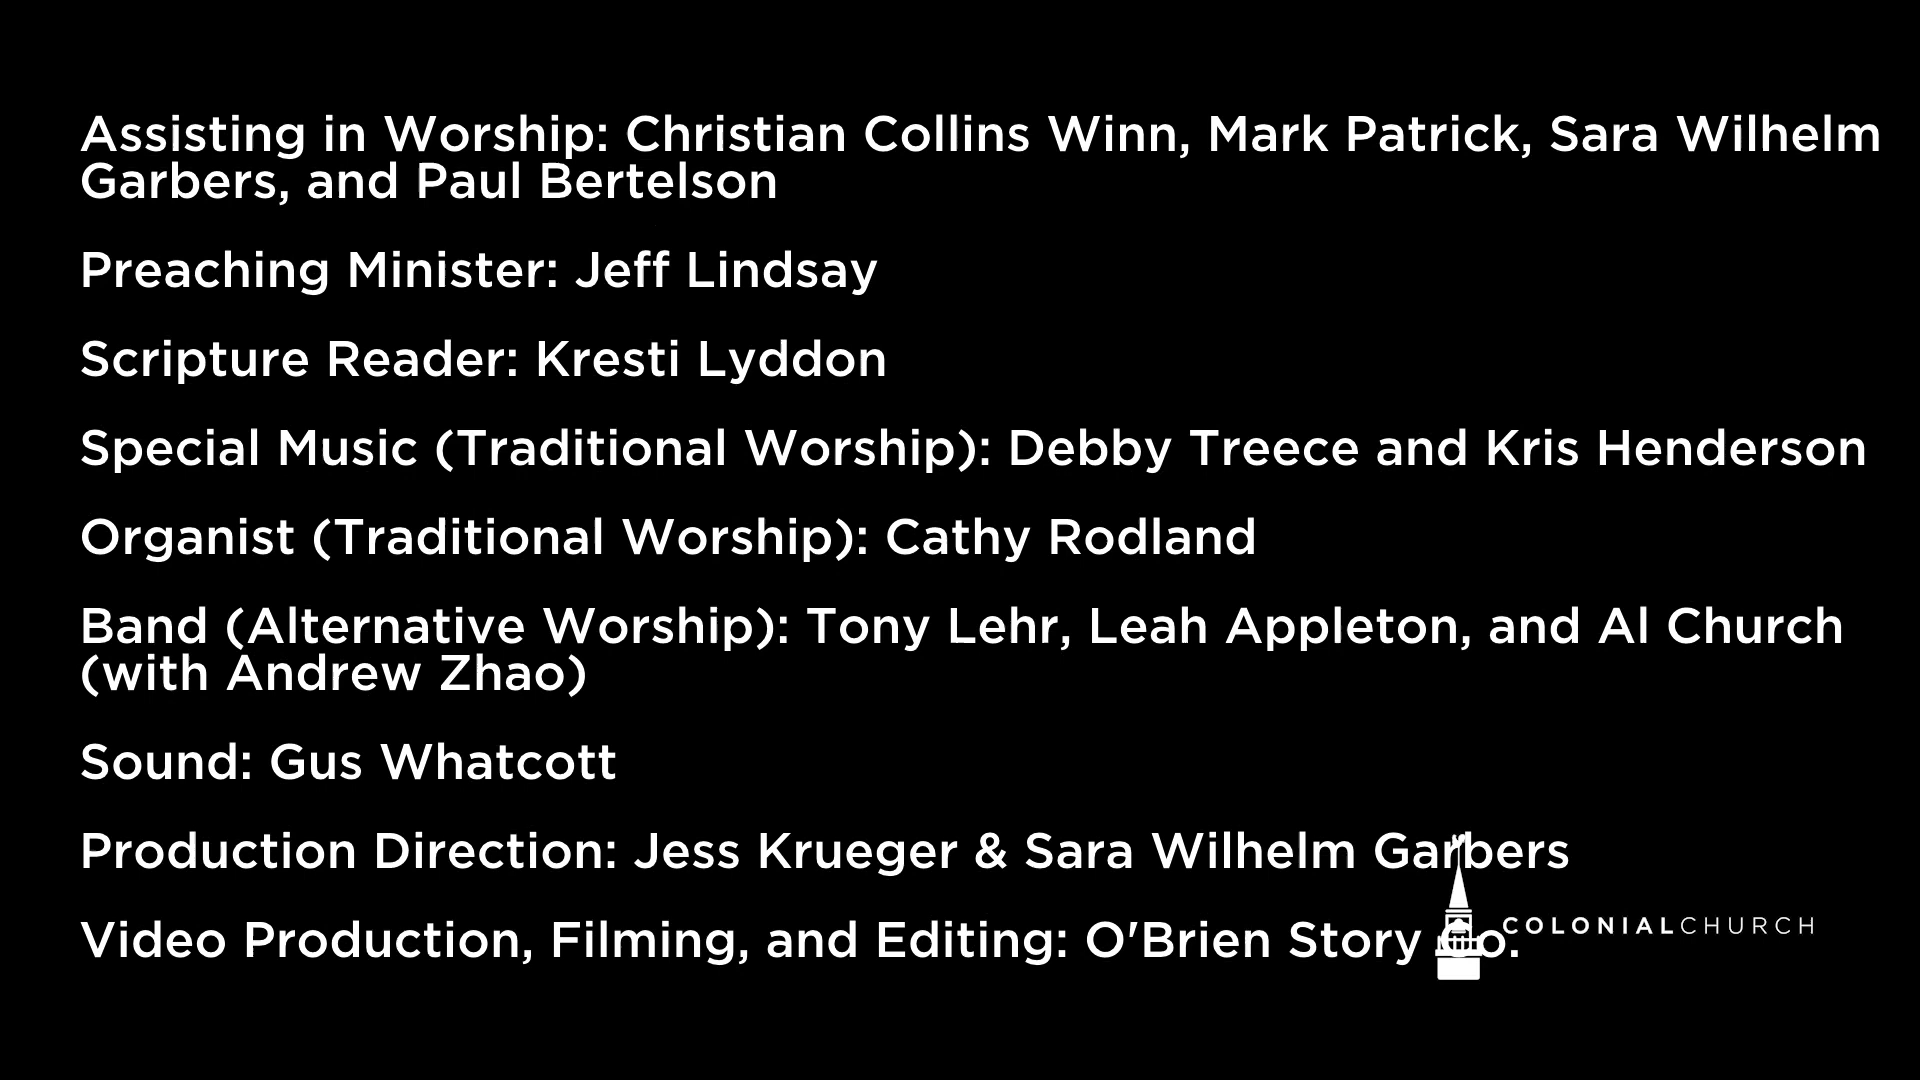 Assisting in Worship: Christian Collins Winn, Mark Patrick, Sara Wilhelm
Garbers, and Paul Bertelson
Preaching Minister: Jeff Lindsay
Scripture Reader: Kresti Lyddon
Special Music (Traditional Worship): Debby Treece and Kris Henderson
Organist (Traditional Worship): Cathy Rodland
Band (Alternative Worship): Tony Lehr, Leah Appleton, and Al Church
(with Andrew Zhao)
Sound: Gus Whatcott
Production Direction: Jess Krueger & Sara Wilhelm Garbers
Video Production, Filming, and Editing: O'Brien Story Co.
COLONIALCHURCH